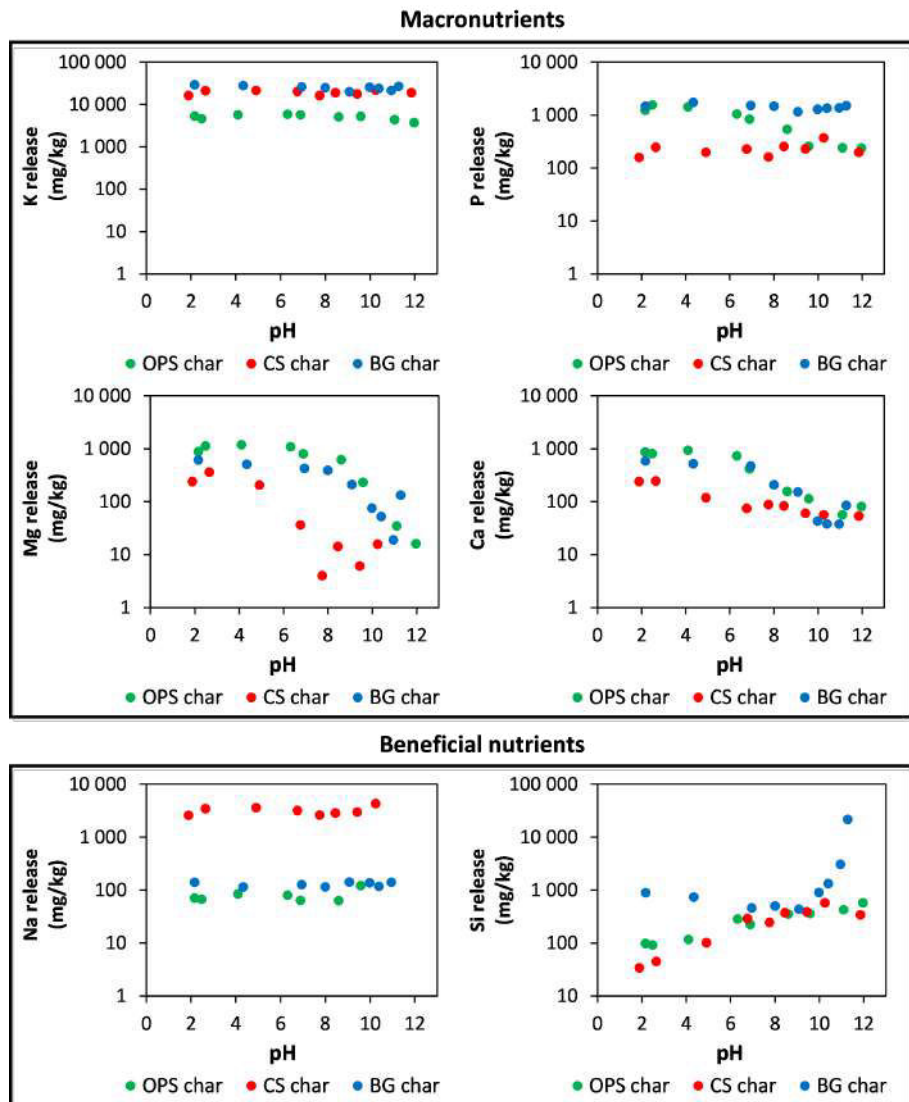 Macronutrients
K release
(mg/kg)
100 000
10 000
1 000
100
10
1
0 2 4 6 8 10 12
pH
OPS char CS char BG char
P release
(mg/kg)
10 000
1 000
100
10
1
0 2 4 6 8 10 12
pH
OPS char CS char BG char
Mg release
(mg/kg)
10 000
1 000
100
10
1
0 2 4 6 8 10 12
pH
OPS char CS char BG char
Ca release
(mg/kg)
10 000
1 000
100
10
1
0 2 4 6 8 10 12
pH
OPS char CS char BG char
Beneficial nutrients
Na release
(mg/kg)
10 000
1 000
100
10
1
0 2 4 6 8 10 12
pH
OPS char CS char BG char
Si release
(mg/kg)
100 000
10 000
1 000
100
10
0 2 4 6 8 10 12
pH
OPS char CS char BG char